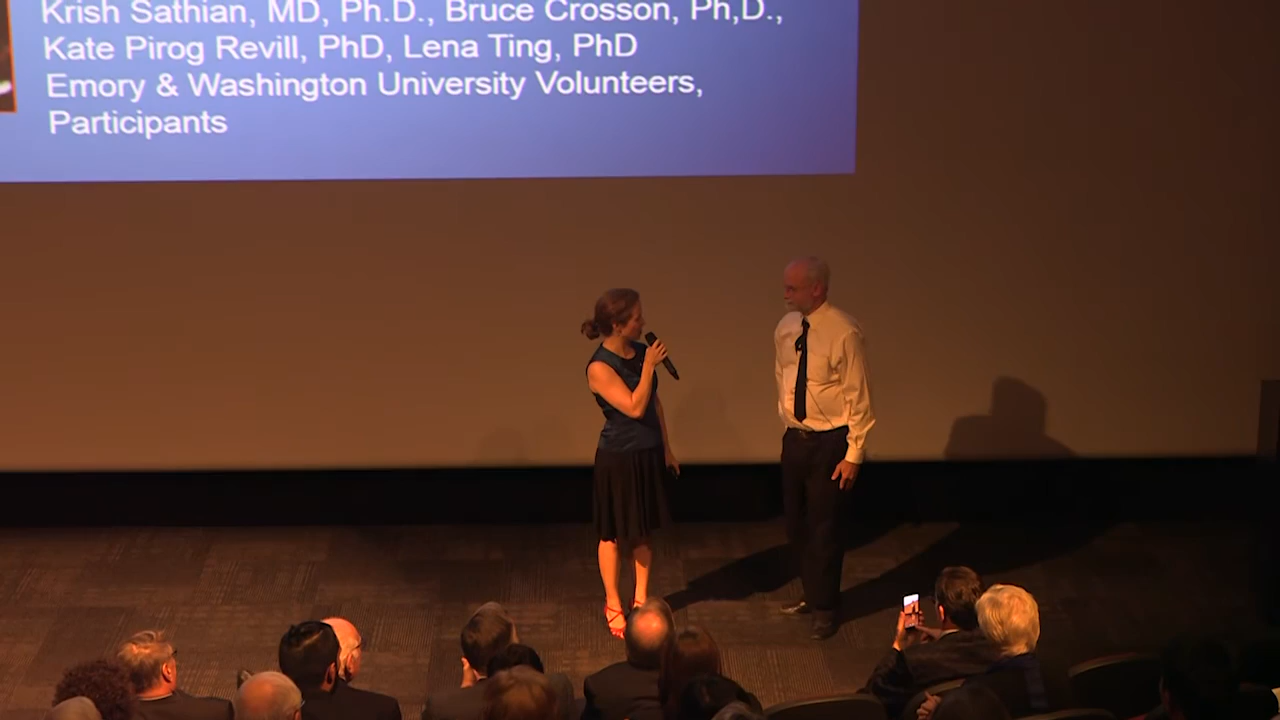 Krish Sathian, MD, Ph.D., Bruce Crosson, Ph,D.,
Kate Pirog Revill, PhD, Lena Ting, PhD
Emory & Washington University Volunteers,
Participants